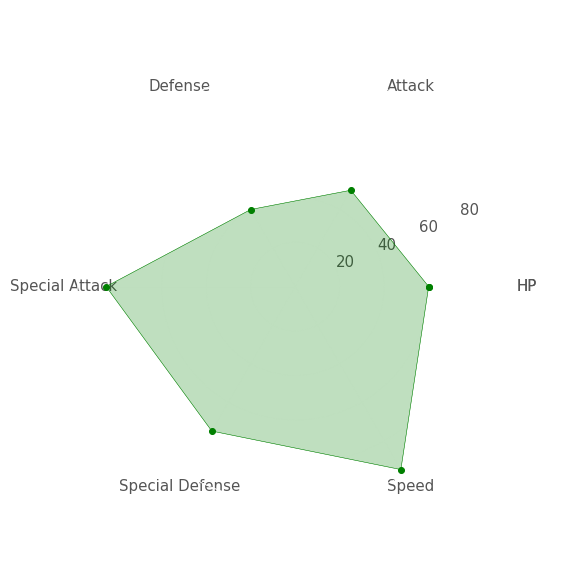 Defense
Attack
80
60
40
20
Special Attack
HP
Special Defense
Speed